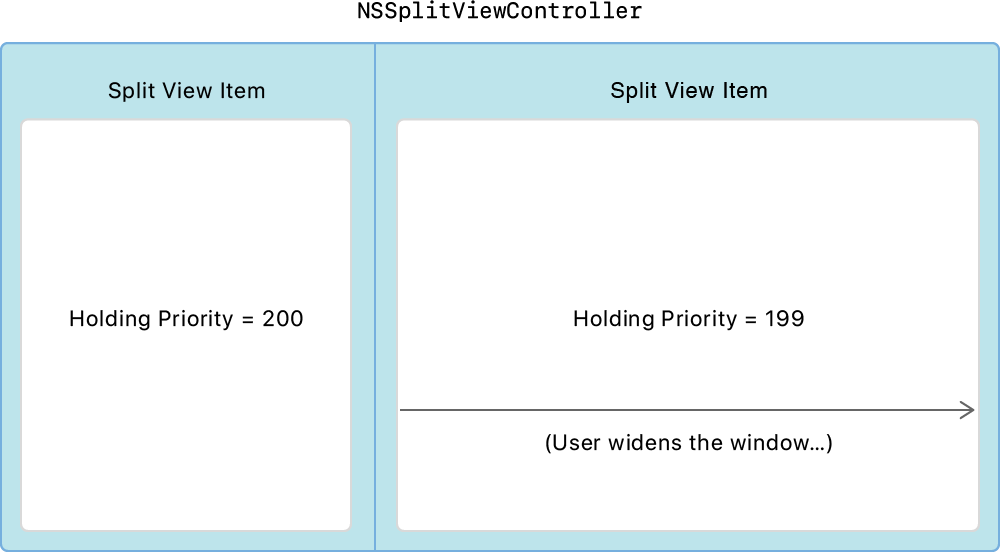 NSSplitViewController
Split View Item
Split View Item
Holding Priority = 200
Holding Priority = 199
(User widens the window…)